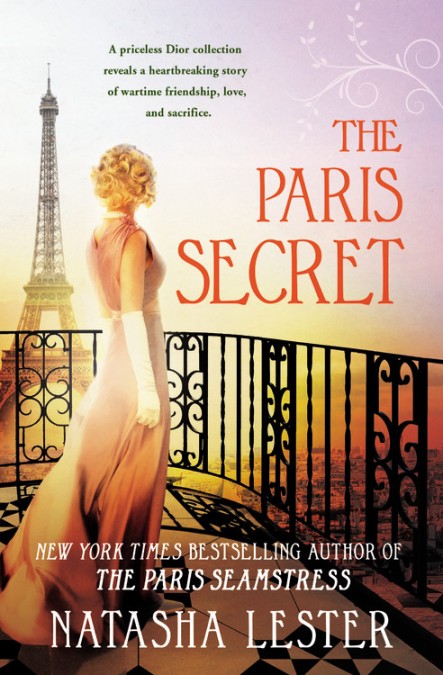 A priceless Dior collection
reveals a heartbreaking story
of wartime friendship, love,
and sacrifice.
THE
PARIS
SECRET
NEW YORK TIMES BESTSELLING AUTHOR OF
THE PARIS SEAMSTRESS
NATASHA LESTER